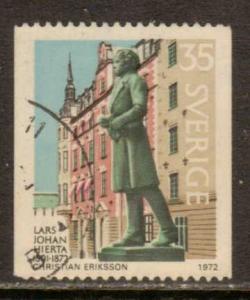 35
SVERIGE
LARS
JOHAN
HIERTA
1801-1872
CHRISTIAN ERIKSSON 1972